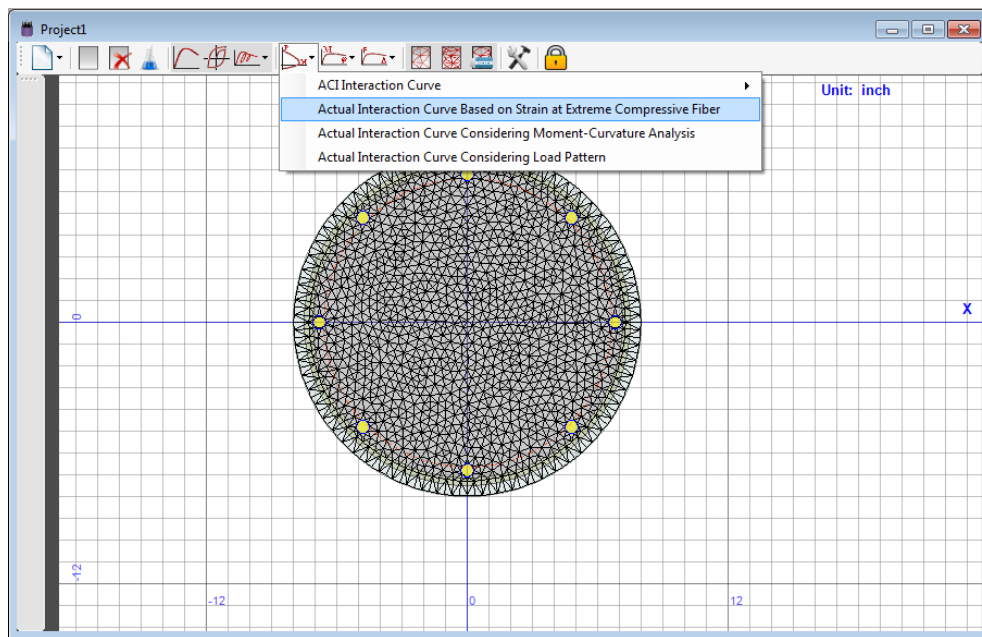 Project1
ACI Interaction Curve
Actual Interaction Curve Based on Strain at Extreme Compressive Fiber
Actual Interaction Curve Considering Moment-Curvature Analysis
Actual Interaction Curve Considering Load Pattern
Unit: inch
0
X
-12
-12
0
12